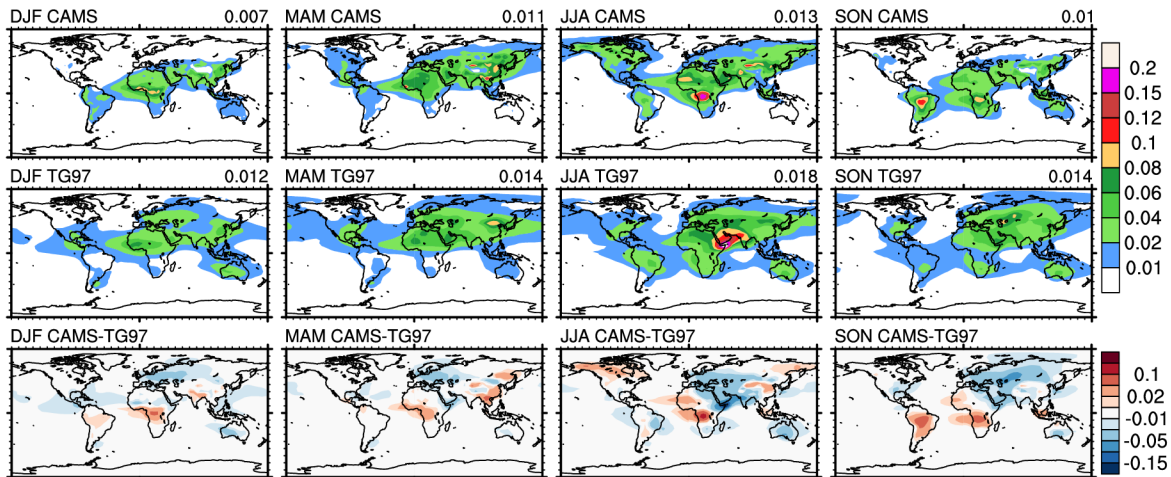 DJF CAMS 0.007
MAM CAMS 0.011
JJA CAMS 0.013
SON CAMS 0.01
0.2
0.15
0.12
0.1
0.08
0.06
0.04
0.02
0.01
DJF TG97 0.012
MAM TG97 0.014
JJA TG97 0.018
SON TG97 0.014
DJF CAMS-TG97
MAM CAMS-TG97
JJA CAMS-TG97
SON CAMS-TG97
0.1
0.02
-0.01
-0.05
-0.15